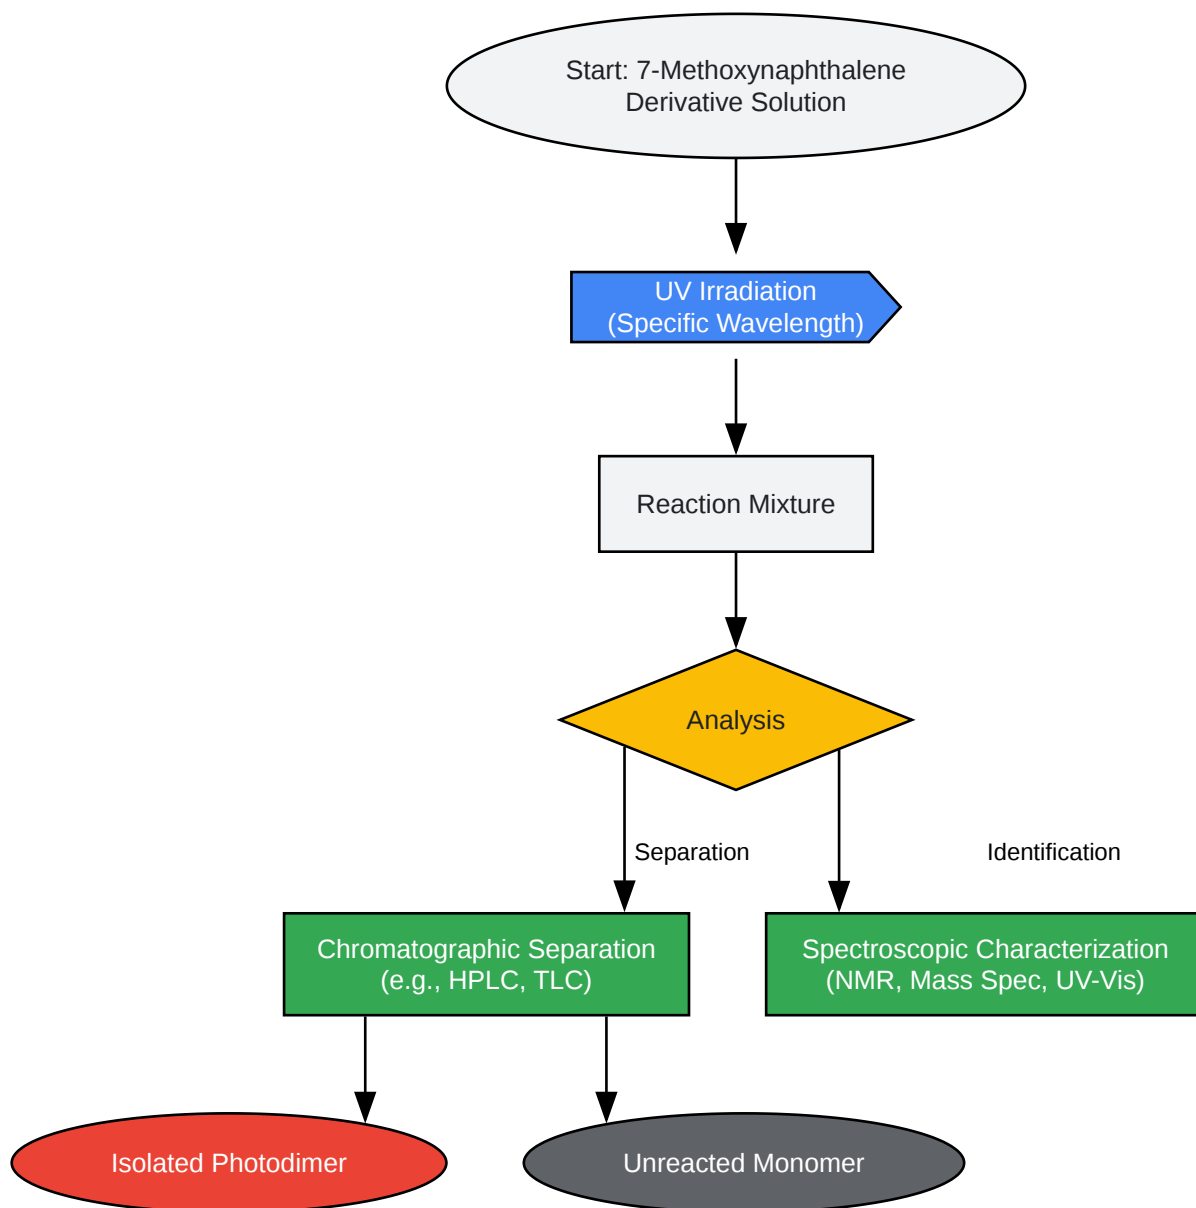 Start: 7-Methoxynaphthalene
Derivative Solution
UV Irradiation
(Specific Wavelength)
Reaction Mixture
Analysis
Separation
Identification
Chromatographic Separation
(e.g., HPLC, TLC)
Spectroscopic Characterization
(NMR, Mass Spec, UV-Vis)
Isolated Photodimer
Unreacted Monomer